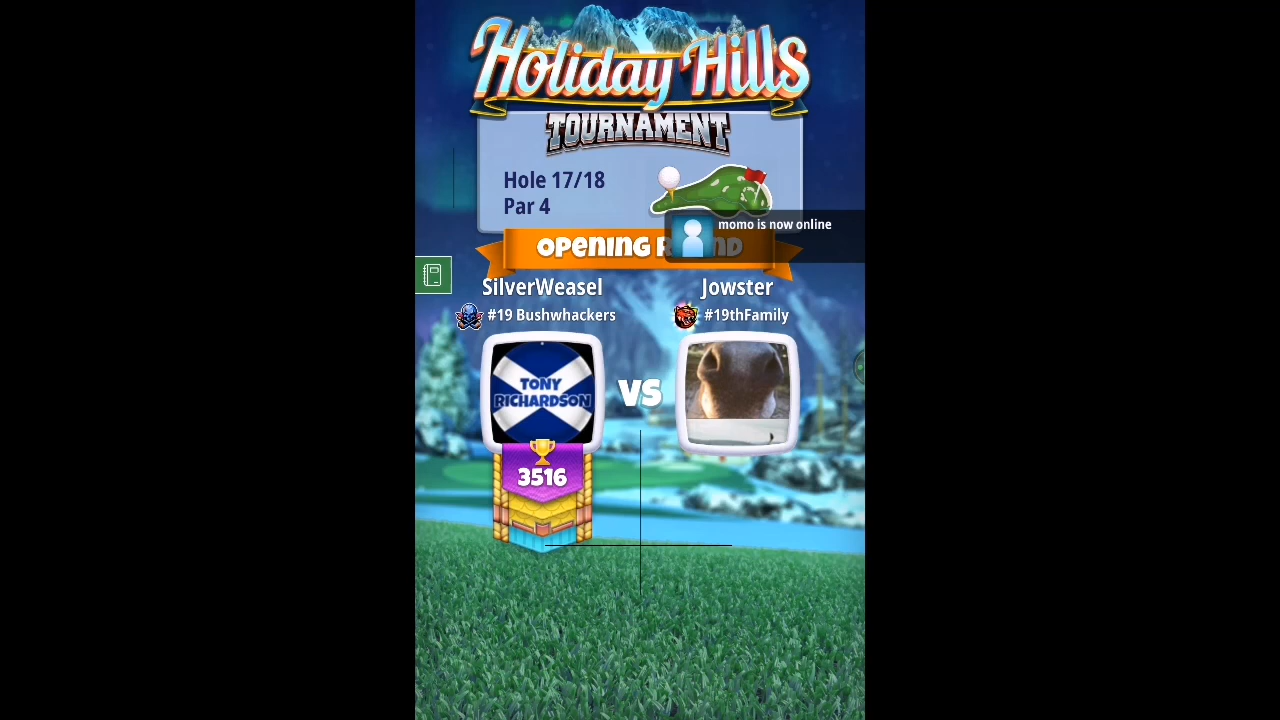 Holiday Hills
TOURNAMENT
Hole 17/18
Par 4
momo is now online
OPENING
SilverWeasel
#19 Bushwhackers
Jowster
#19thFamily
TONY
RICHARDSON
VS
3516